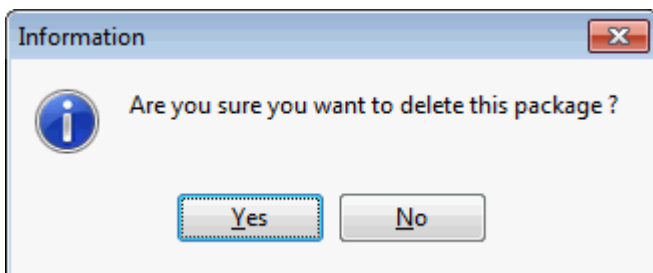 Information
Are you sure you want to delete this package ?
Yes
No